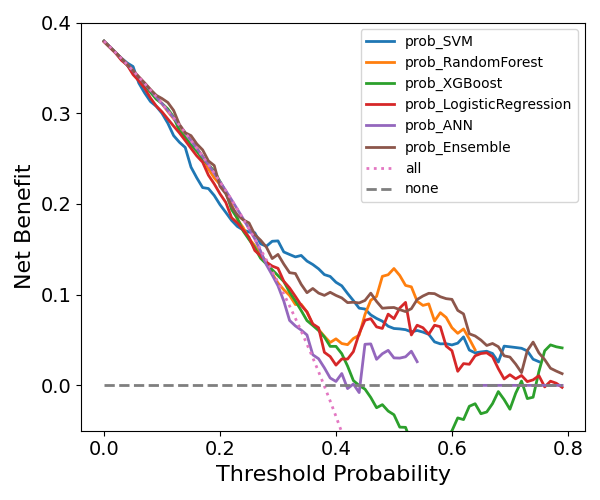 0.4
0.3
0.2
0.1
0.0
Net Benefit
prob_SVM
prob_RandomForest
prob_XGBoost
prob_LogisticRegression
prob_ANN
prob_Ensemble
all
none
0.0 0.2 0.4 0.6 0.8
Threshold Probability